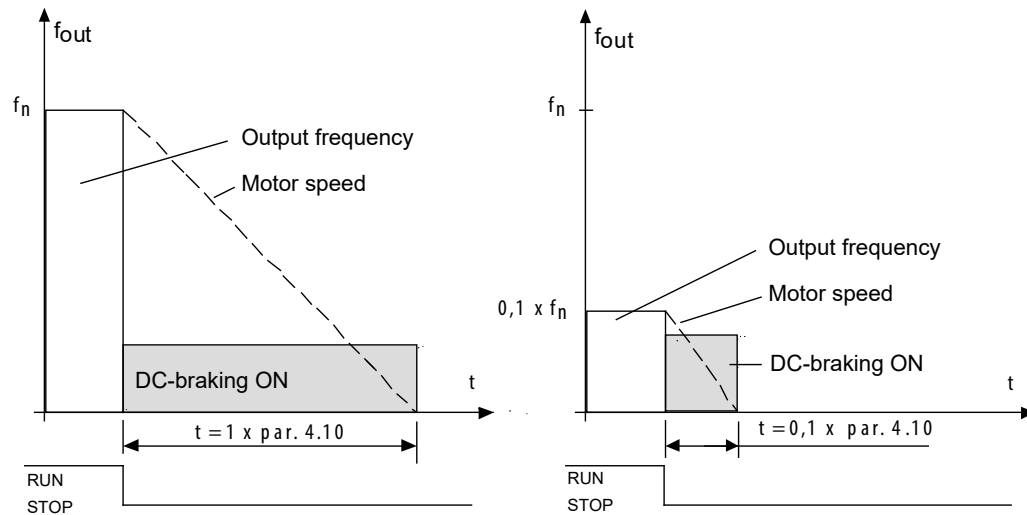 fout
fn
Output frequency
Motor speed
DC-braking ON
t
t = 1 x par. 4.10
RUN
STOP
fout
fn
Output frequency
Motor speed
0,1 x fn
DC-braking ON
t
t = 0,1 x par. 4.10
RUN
STOP